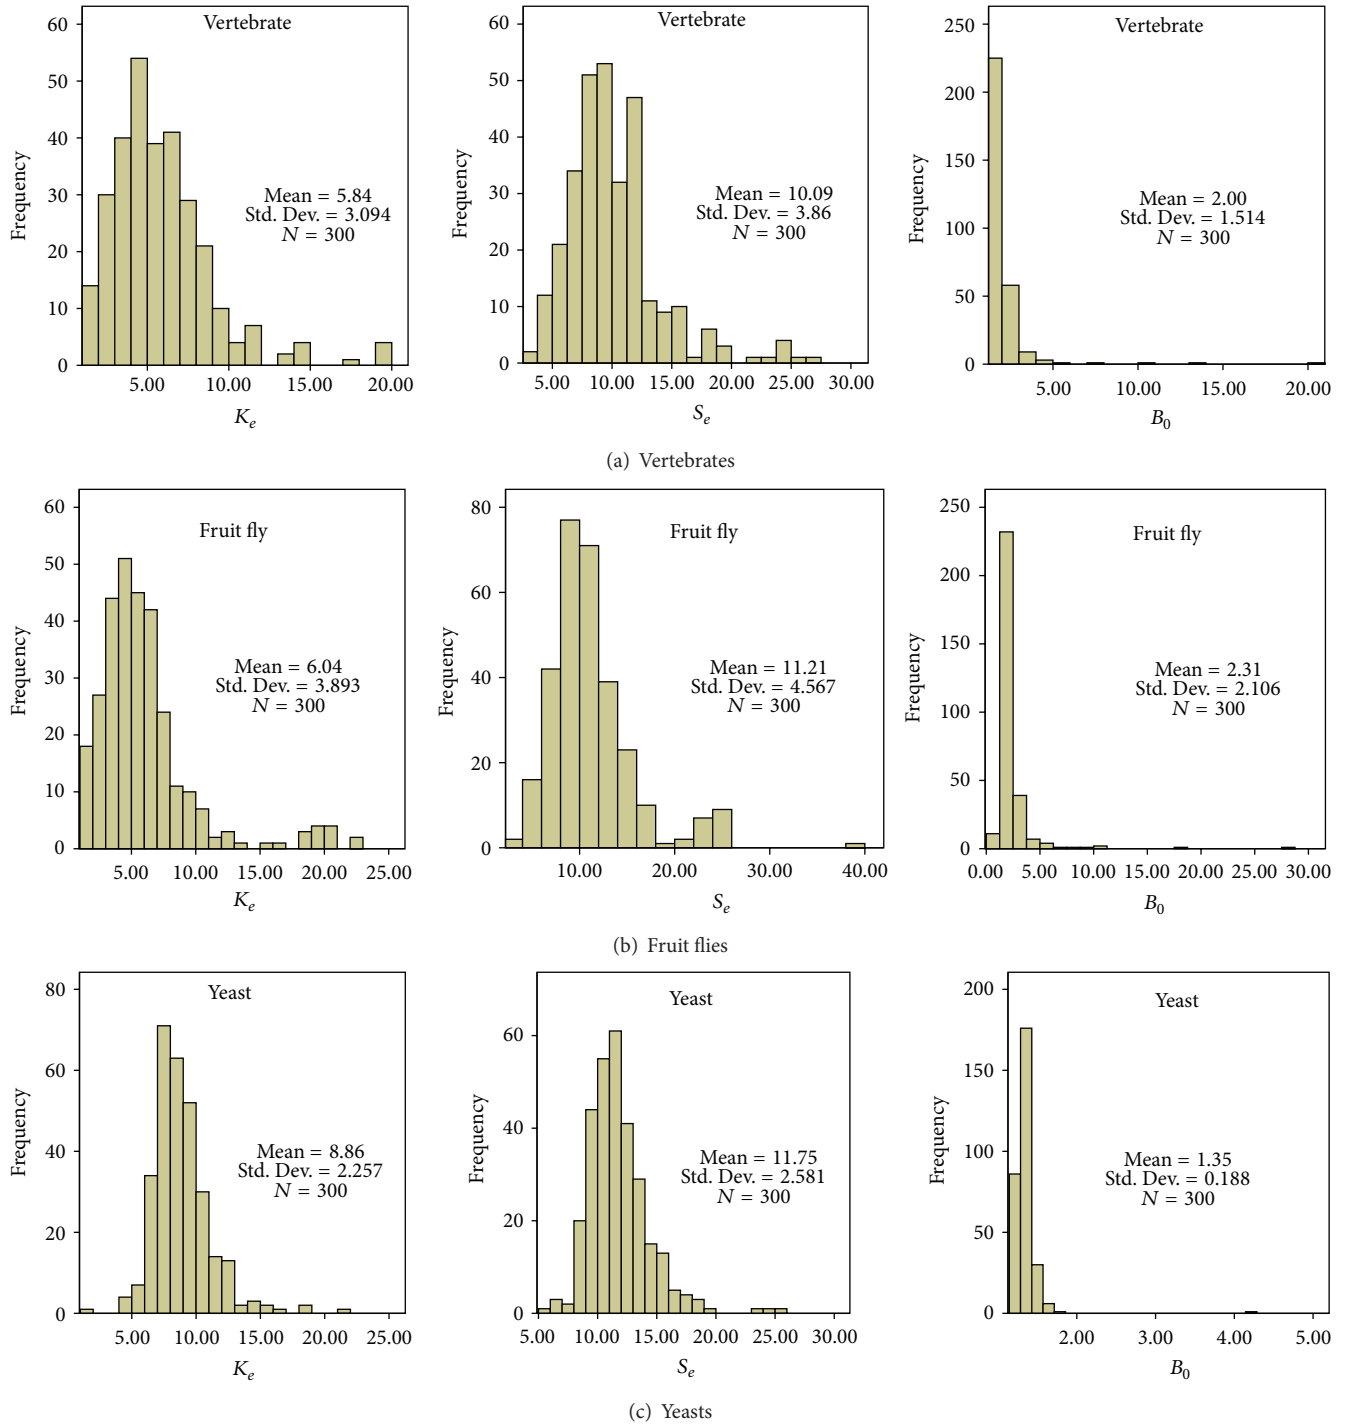 Vertebrate
60
50
40
30
20
10
0
Frequency
Mean = 5.84
Std. Dev. = 3.094
N = 300
5.00 10.00 15.00 20.00
Kₑ
Vertebrate
60
50
40
30
20
10
0
Frequency
Mean = 10.09
Std. Dev. = 3.86
N = 300
5.00 10.00 15.00 20.00 25.00 30.00
Sₑ
Vertebrate
250
200
150
100
50
0
Frequency
Mean = 2.00
Std. Dev. = 1.514
N = 300
5.00 10.00 15.00 20.00
B₀
(a) Vertebrates
Fruit fly
60
50
40
30
20
10
0
Frequency
Mean = 6.04
Std. Dev. = 3.893
N = 300
5.00 10.00 15.00 20.00 25.00
Kₑ
Fruit fly
80
60
40
20
0
Frequency
Mean = 11.21
Std. Dev. = 4.567
N = 300
10.00 20.00 30.00 40.00
Sₑ
Fruit fly
250
200
150
100
50
0
Frequency
Mean = 2.31
Std. Dev. = 2.106
N = 300
0.00 5.00 10.00 15.00 20.00 25.00 30.00
B₀
(b) Fruit flies
Yeast
80
60
40
20
0
Frequency
Mean = 8.86
Std. Dev. = 2.257
N = 300
5.00 10.00 15.00 20.00 25.00
Kₑ
Yeast
60
40
20
0
Frequency
Mean = 11.75
Std. Dev. = 2.581
N = 300
5.00 10.00 15.00 20.00 25.00 30.00
Sₑ
Yeast
200
150
100
50
0
Frequency
Mean = 1.35
Std. Dev. = 0.188
N = 300
2.00 3.00 4.00 5.00
B₀
(c) Yeasts